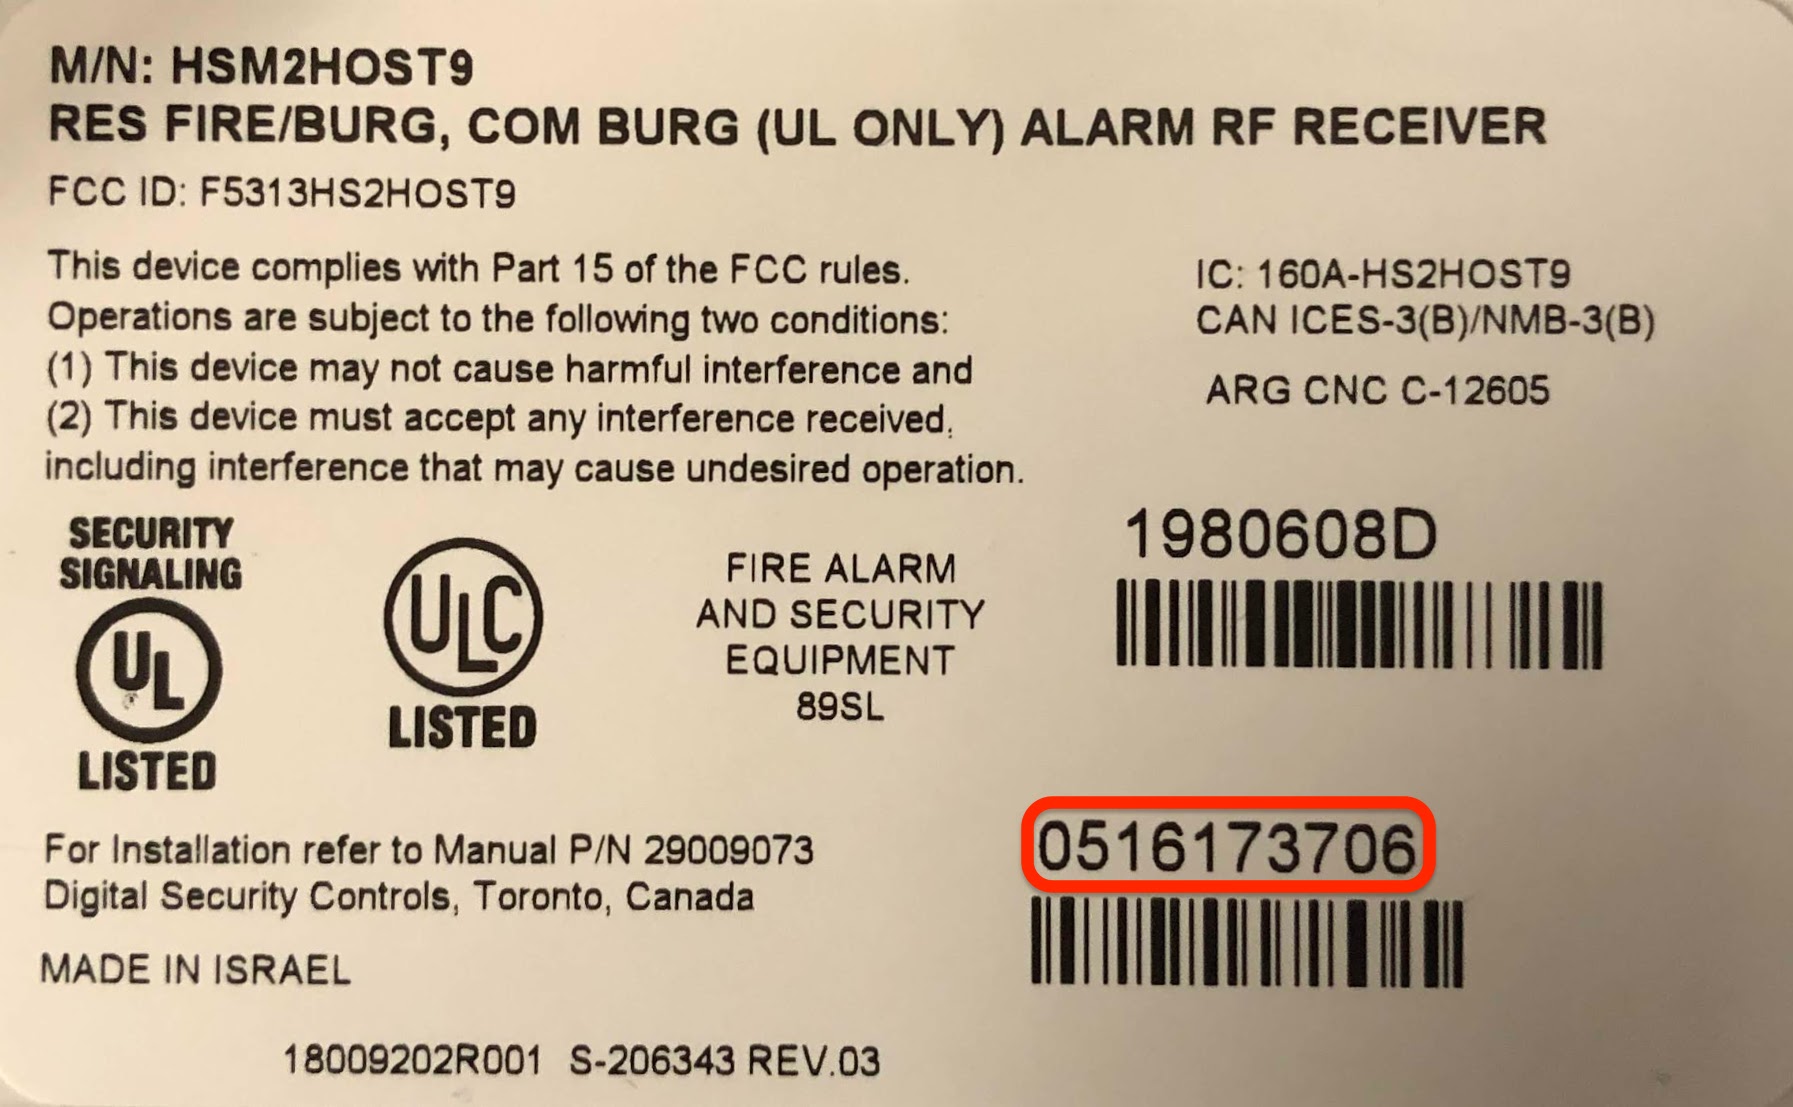 M/N: HSM2HOST9
RES FIRE/BURG, COM BURG (UL ONLY) ALARM RF RECEIVER
FCC ID: F5313HS2HOST9
This device complies with Part 15 of the FCC rules.
Operations are subject to the following two conditions:
(1) This device may not cause harmful interference and
(2) This device must accept any interference received,
including interference that may cause undesired operation.
IC: 160A-HS2HOST9
CAN ICES-3(B)/NMB-3(B)
ARG CNC C-12605
SECURITY
SIGNALING
UL
LISTED
ULC
LISTED
FIRE ALARM
AND SECURITY
EQUIPMENT
89SL
1980608D
0516173706
For Installation refer to Manual P/N 29009073
Digital Security Controls, Toronto, Canada
MADE IN ISRAEL
18009202R001 S-206343 REV.03